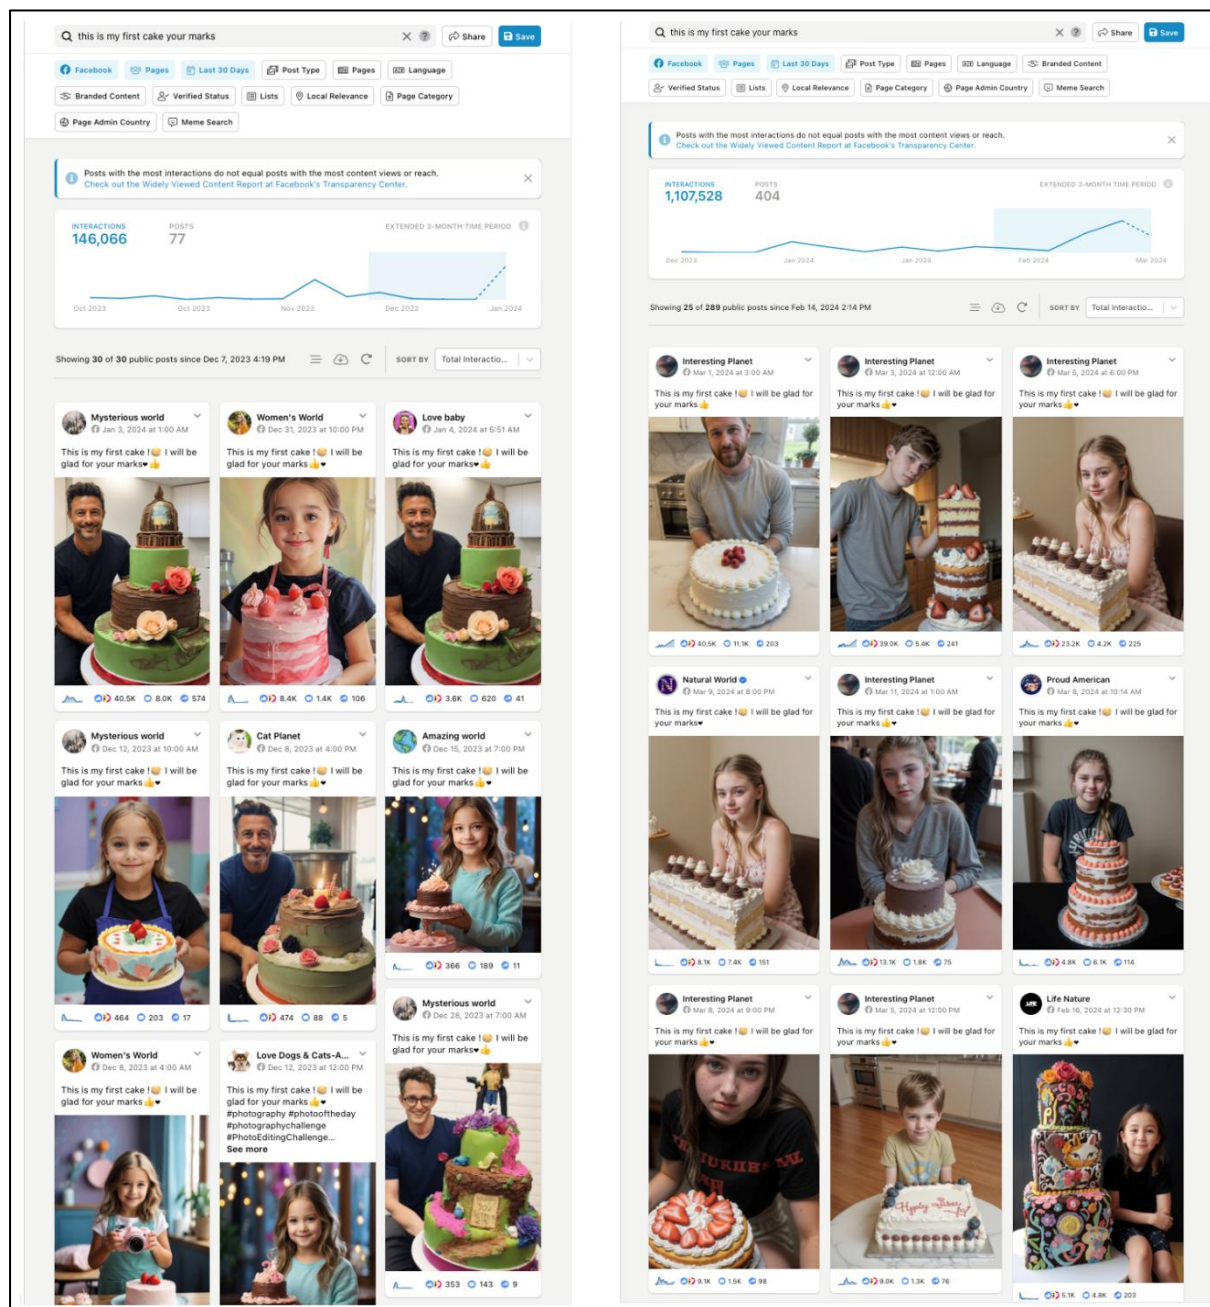 this is my first cake your marks
Share
Save
Facebook
Pages
Last 30 Days
Post Type
Pages
Language
Branded Content
Verified Status
Lists
Local Relevance
Page Category
Page Admin Country
Meme Search
Posts with the most interactions do not equal posts with the most content views or reach.
Check out the Widely Viewed Content Report at Facebook's Transparency Center.
INTERACTIONS
146,066
POSTS
77
EXTENDED 3-MONTH TIME PERIOD
Oct 2023
Oct 2023
Nov 2023
Dec 2023
Jan 2024
Showing 30 of 30 public posts since Dec 7, 2023 4:19 PM
SORT BY
Total Interactio...
Mysterious world
Jan 3, 2024 at 1:00 AM
This is my first cake !🥞 I will be
glad for your marks♥👍
40.5K 8.0K 574
Women's World
Dec 31, 2023 at 10:00 PM
This is my first cake !🥞 I will be
glad for your marks👍♥
8.4K 1.4K 106
Love baby
Jan 4, 2024 at 5:51 AM
This is my first cake !🥞 I will be
glad for your marks♥👍
3.6K 620 41
Mysterious world
Dec 12, 2023 at 10:00 AM
This is my first cake !🥞 I will be
glad for your marks👍♥
464 203 17
Cat Planet
Dec 8, 2023 at 4:00 PM
This is my first cake !🥞 I will be
glad for your marks👍♥
474 88 5
Amazing world
Dec 15, 2023 at 7:00 PM
This is my first cake !🥞 I will be
glad for your marks👍♥
366 189 11
Women's World
Dec 8, 2023 at 4:00 AM
This is my first cake !🥞 I will be
glad for your marks👍♥
Love Dogs & Cats-A...
Dec 12, 2023 at 12:00 PM
This is my first cake !🥞 I will be
glad for your marks👍♥
#photography #photooftheday
#photographychallenge
#PhotoEditingChallenge...
See more
Mysterious world
Dec 28, 2023 at 7:00 AM
This is my first cake !🥞 I will be
glad for your marks♥👍
353 143 9
this is my first cake your marks
Share
Save
Facebook
Pages
Last 30 Days
Post Type
Pages
Language
Branded Content
Verified Status
Lists
Local Relevance
Page Category
Page Admin Country
Meme Search
Posts with the most interactions do not equal posts with the most content views or reach.
Check out the Widely Viewed Content Report at Facebook's Transparency Center.
INTERACTIONS
1,107,528
POSTS
404
EXTENDED 3-MONTH TIME PERIOD
Dec 2023
Jan 2024
Jan 2024
Feb 2024
Mar 2024
Showing 25 of 289 public posts since Feb 14, 2024 2:14 PM
SORT BY
Total Interactio...
Interesting Planet
Mar 1, 2024 at 3:00 AM
This is my first cake !🥞 I will be glad for
your marks👍
40.5K 11.1K 203
Interesting Planet
Mar 3, 2024 at 12:00 AM
This is my first cake !🥞 I will be glad for
your marks👍♥
39.0K 5.4K 241
Interesting Planet
Mar 5, 2024 at 6:00 PM
This is my first cake !🥞 I will be glad for
your marks👍♥
23.2K 4.2K 225
Natural World
Mar 9, 2024 at 8:00 PM
This is my first cake !🥞 I will be glad for
your marks♥
8.1K 7.4K 151
Interesting Planet
Mar 11, 2024 at 1:00 AM
This is my first cake !🥞 I will be glad for
your marks👍♥
13.1K 1.8K 75
Proud American
Mar 8, 2024 at 10:14 AM
This is my first cake !🥞 I will be glad for
your marks👍♥
4.8K 6.1K 114
Interesting Planet
Mar 8, 2024 at 9:00 PM
This is my first cake !🥞 I will be glad for
your marks👍♥
9.1K 1.5K 98
Interesting Planet
Mar 5, 2024 at 12:00 PM
This is my first cake !🥞 I will be glad for
your marks👍♥
9.0K 1.3K 76
Life Nature
Feb 16, 2024 at 12:30 PM
This is my first cake !🥞 I will be glad for
your marks👍♥
5.1K 4.8K 203